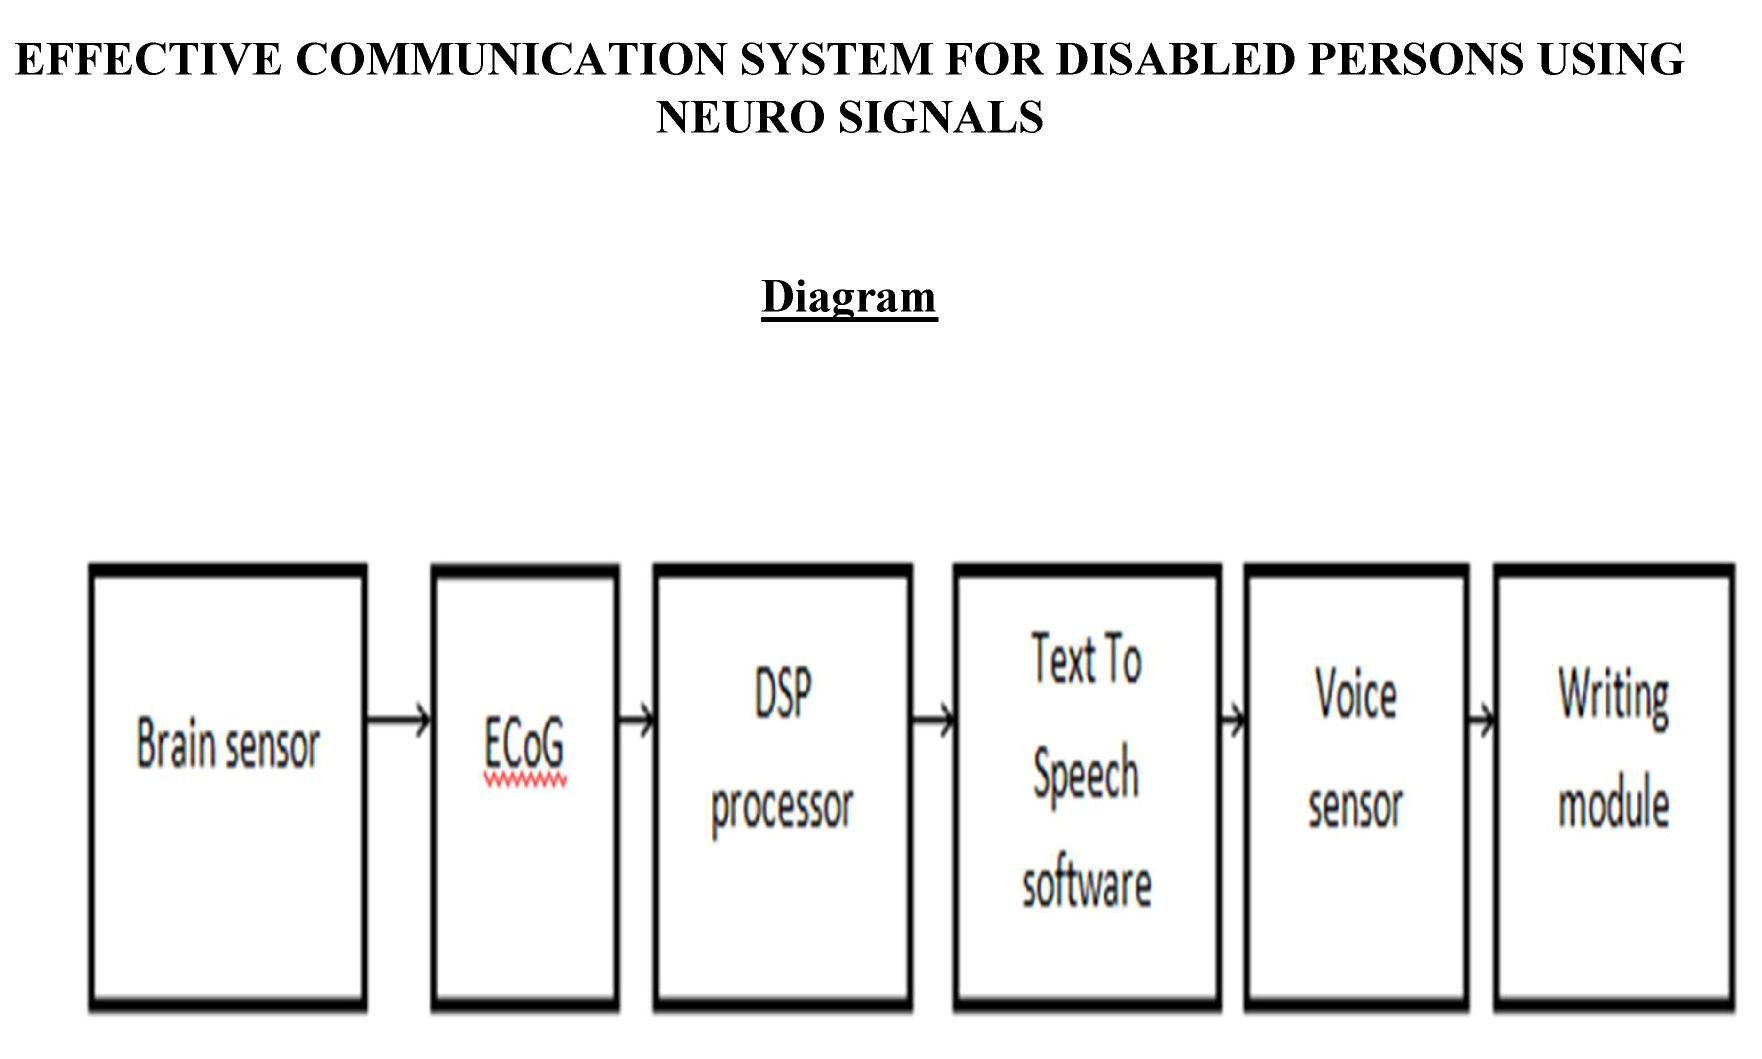 EFFECTIVE COMMUNICATION SYSTEM FOR DISABLED PERSONS USING
NEURO SIGNALS
Diagram
Brain sensor
ECoG
DSP
processor
Text To
Speech
software
Voice
sensor
Writing
module